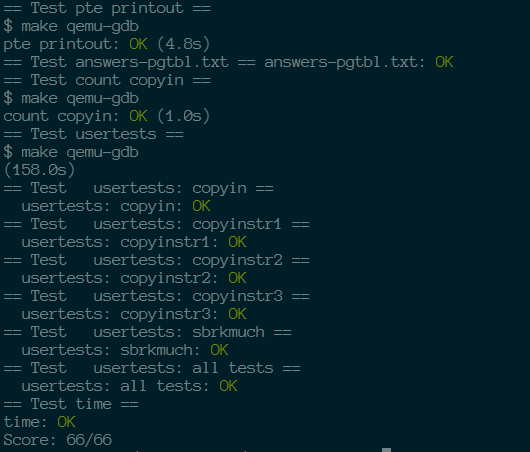 == Test pte printout ==
$ make qemu-gdb
pte printout: OK (4.8s)
== Test answers-pgtbl.txt == answers-pgtbl.txt: OK
== Test count copyin ==
$ make qemu-gdb
count copyin: OK (1.0s)
== Test usertests ==
$ make qemu-gdb
(158.0s)
== Test   usertests: copyin ==
  usertests: copyin: OK
== Test   usertests: copyinstr1 ==
  usertests: copyinstr1: OK
== Test   usertests: copyinstr2 ==
  usertests: copyinstr2: OK
== Test   usertests: copyinstr3 ==
  usertests: copyinstr3: OK
== Test   usertests: sbrkmuch ==
  usertests: sbrkmuch: OK
== Test   usertests: all tests ==
  usertests: all tests: OK
== Test time ==
time: OK
Score: 66/66